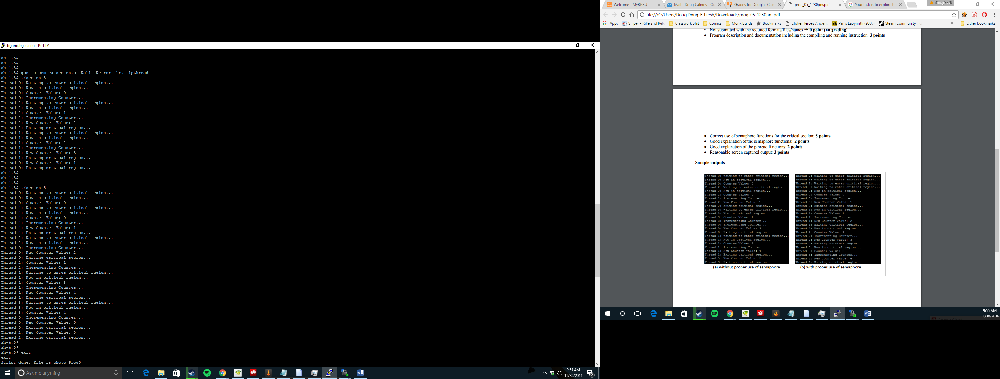 bgunix.bgsu.edu - PuTTY
}
sh-4.3$
sh-4.3$
sh-4.3$
sh-4.3$ gcc -o sem-ex sem-ex.c -Wall -Werror -lrt -lpthread
sh-4.3$ ./sem-ex 3
Thread 0: Waiting to enter critical region...
Thread 0: Now in critical region...
Thread 0: Counter Value: 0
Thread 0: Incrementing Counter...
Thread 2: Waiting to enter critical region...
Thread 2: Now in critical region...
Thread 2: Counter Value: 1
Thread 2: Incrementing Counter...
Thread 2: New Counter Value: 2
Thread 2: Exiting critical region...
Thread 1: Waiting to enter critical region...
Thread 1: Now in critical region...
Thread 1: Counter Value: 2
Thread 1: Incrementing Counter...
Thread 1: New Counter Value: 3
Thread 1: Exiting critical region...
Thread 0: New Counter Value: 1
Thread 0: Exiting critical region...
sh-4.3$
sh-4.3$
sh-4.3$
sh-4.3$ ./sem-ex 5
Thread 0: Waiting to enter critical region...
Thread 0: Now in critical region...
Thread 0: Counter Value: 0
Thread 4: Waiting to enter critical region...
Thread 4: Now in critical region...
Thread 4: Counter Value: 0
Thread 4: Incrementing Counter...
Thread 4: New Counter Value: 1
Thread 4: Exiting critical region...
Thread 2: Waiting to enter critical region...
Thread 2: Now in critical region...
Thread 0: Incrementing Counter...
Thread 0: New Counter Value: 2
Thread 0: Exiting critical region...
Thread 2: Counter Value: 1
Thread 2: Incrementing Counter...
Thread 1: Waiting to enter critical region...
Thread 1: Now in critical region...
Thread 1: Counter Value: 3
Thread 1: Incrementing Counter...
Thread 1: New Counter Value: 4
Thread 1: Exiting critical region...
Thread 3: Waiting to enter critical region...
Thread 3: Now in critical region...
Thread 3: Counter Value: 4
Thread 3: Incrementing Counter...
Thread 3: New Counter Value: 5
Thread 3: Exiting critical region...
Thread 2: New Counter Value: 3
Thread 2: Exiting critical region...
sh-4.3$
sh-4.3$
sh-4.3$ exit
exit
Script done, file is photo_Prog5
Ask me anything
9:55 AM
11/30/2016
2
Welcome - MyBGSU
Mail - Doug Calmes - Ou
Grades for Douglas Calm
prog_05_1230pm.pdf
Your task is to explore h
Douglas G
file:///C:/Users/Doug.Doug-E-Fresh/Downloads/prog_05_1230pm.pdf
Apps
Sniper - Rifle and Ref
Classwork Shit
Comics
Monk Builds
Bookmarks
ClickerHeroes Ancient
Pan's Labyrinth (2006)
Steam Community ::
»
Other bookmarks
• Not submitted with the required formats/files/names → 0 point (no grading)
• Program description and documentation including the compiling and running instruction: 3 points
• Correct use of semaphore functions for the critical section: 5 points
• Good explanation of the semaphore functions: 2 points
• Good explanation of the pthread functions: 2 points
• Reasonable screen captured output: 3 points
Sample outputs:
Thread 0: Waiting to enter critical region...
Thread 0: Now in critical region...
Thread 0: Counter Value: 0
Thread 2: Waiting to enter critical region...
Thread 2: Now in critical region...
Thread 2: Counter Value: 0
Thread 2: Incrementing Counter...
Thread 2: New Counter Value: 1
Thread 2: Exiting critical region...
Thread 3: Waiting to enter critical region...
Thread 3: Now in critical region...
Thread 3: Counter Value: 1
Thread 3: Incrementing Counter...
Thread 0: Incrementing Counter...
Thread 0: New Counter Value: 3
Thread 0: Exiting critical region...
Thread 1: Waiting to enter critical region...
Thread 1: Now in critical region...
Thread 1: Counter Value: 3
Thread 1: Incrementing Counter...
Thread 1: New Counter Value: 4
Thread 1: Exiting critical region...
Thread 3: New Counter Value: 2
Thread 3: Exiting critical region...
(a) without proper use of semaphore
Thread 0: Waiting to enter critical region...
Thread 1: Waiting to enter critical region...
Thread 2: Waiting to enter critical region...
Thread 3: Waiting to enter critical region...
Thread 0: Now in critical region...
Thread 0: Counter Value: 0
Thread 0: Incrementing Counter...
Thread 0: New Counter Value: 1
Thread 0: Exiting critical region...
Thread 1: Now in critical region...
Thread 1: Counter Value: 1
Thread 1: Incrementing Counter...
Thread 1: New Counter Value: 2
Thread 1: Exiting critical region...
Thread 2: Now in critical region...
Thread 2: Counter Value: 2
Thread 2: Incrementing Counter...
Thread 2: New Counter Value: 3
Thread 2: Exiting critical region...
Thread 3: Now in critical region...
Thread 3: Counter Value: 3
Thread 3: Incrementing Counter...
Thread 3: New Counter Value: 4
Thread 3: Exiting critical region...
(b) with proper use of semaphore
9:55 AM
11/30/2016